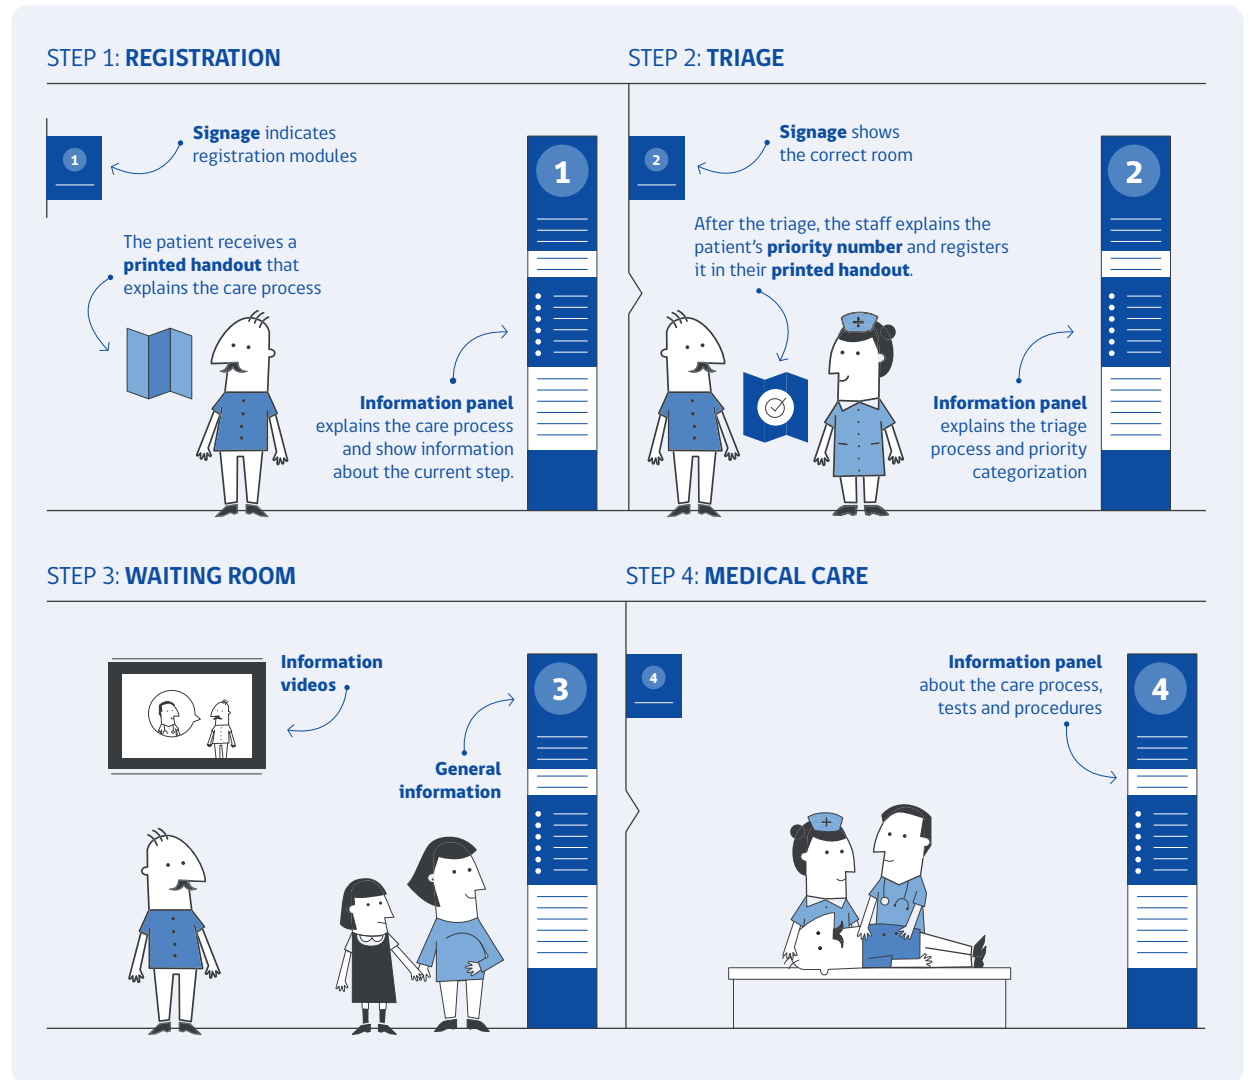 STEP 1: REGISTRATION
1
Signage indicates
registration modules
The patient receives a
printed handout that
explains the care process
Information panel
explains the care process
and show information
about the current step.
1
STEP 2: TRIAGE
2
Signage shows
the correct room
After the triage, the staff explains the
patient's priority number and registers
it in their printed handout.
Information panel
explains the triage
process and priority
categorization
2
STEP 3: WAITING ROOM
Information
videos
General
information
3
STEP 4: MEDICAL CARE
4
Information panel
about the care process,
tests and procedures
4